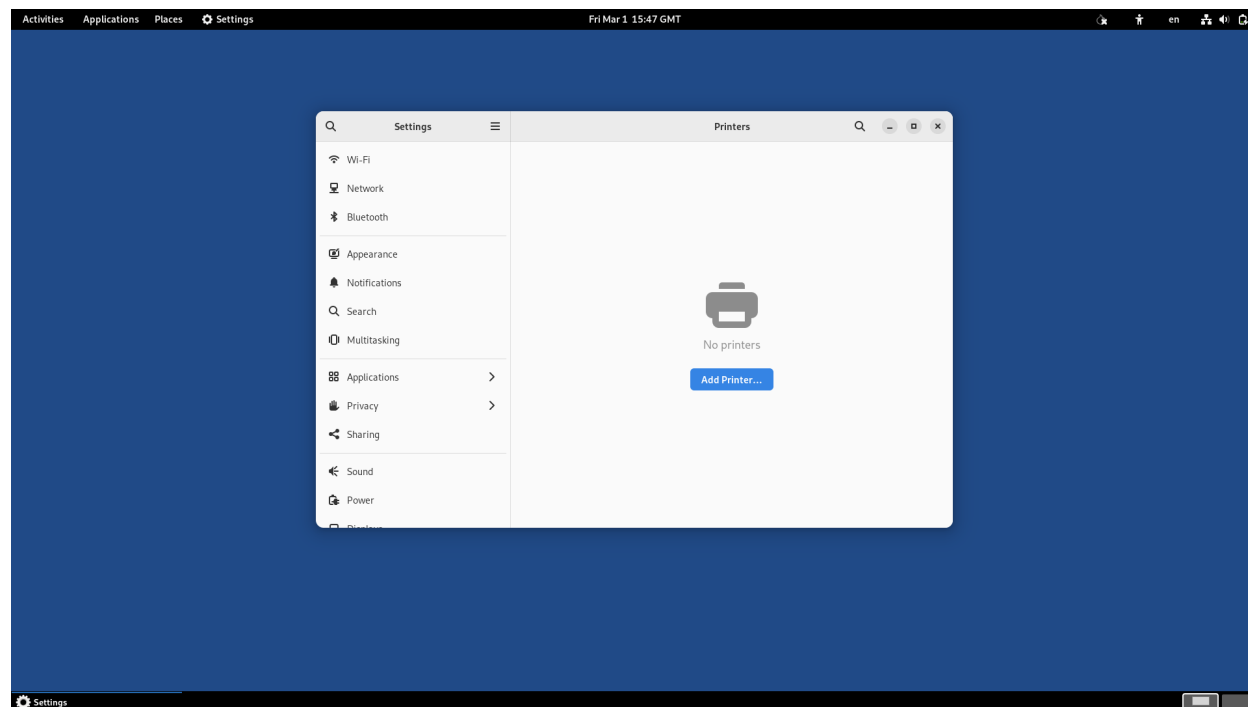 Activities Applications Places Settings Fri Mar 1 15:47 GMT en
Settings Printers
Wi-Fi
Network
Bluetooth
Appearance
Notifications
Search
Multitasking
Applications
Privacy
Sharing
Sound
Power
Displays
No printers
Add Printer...
Settings